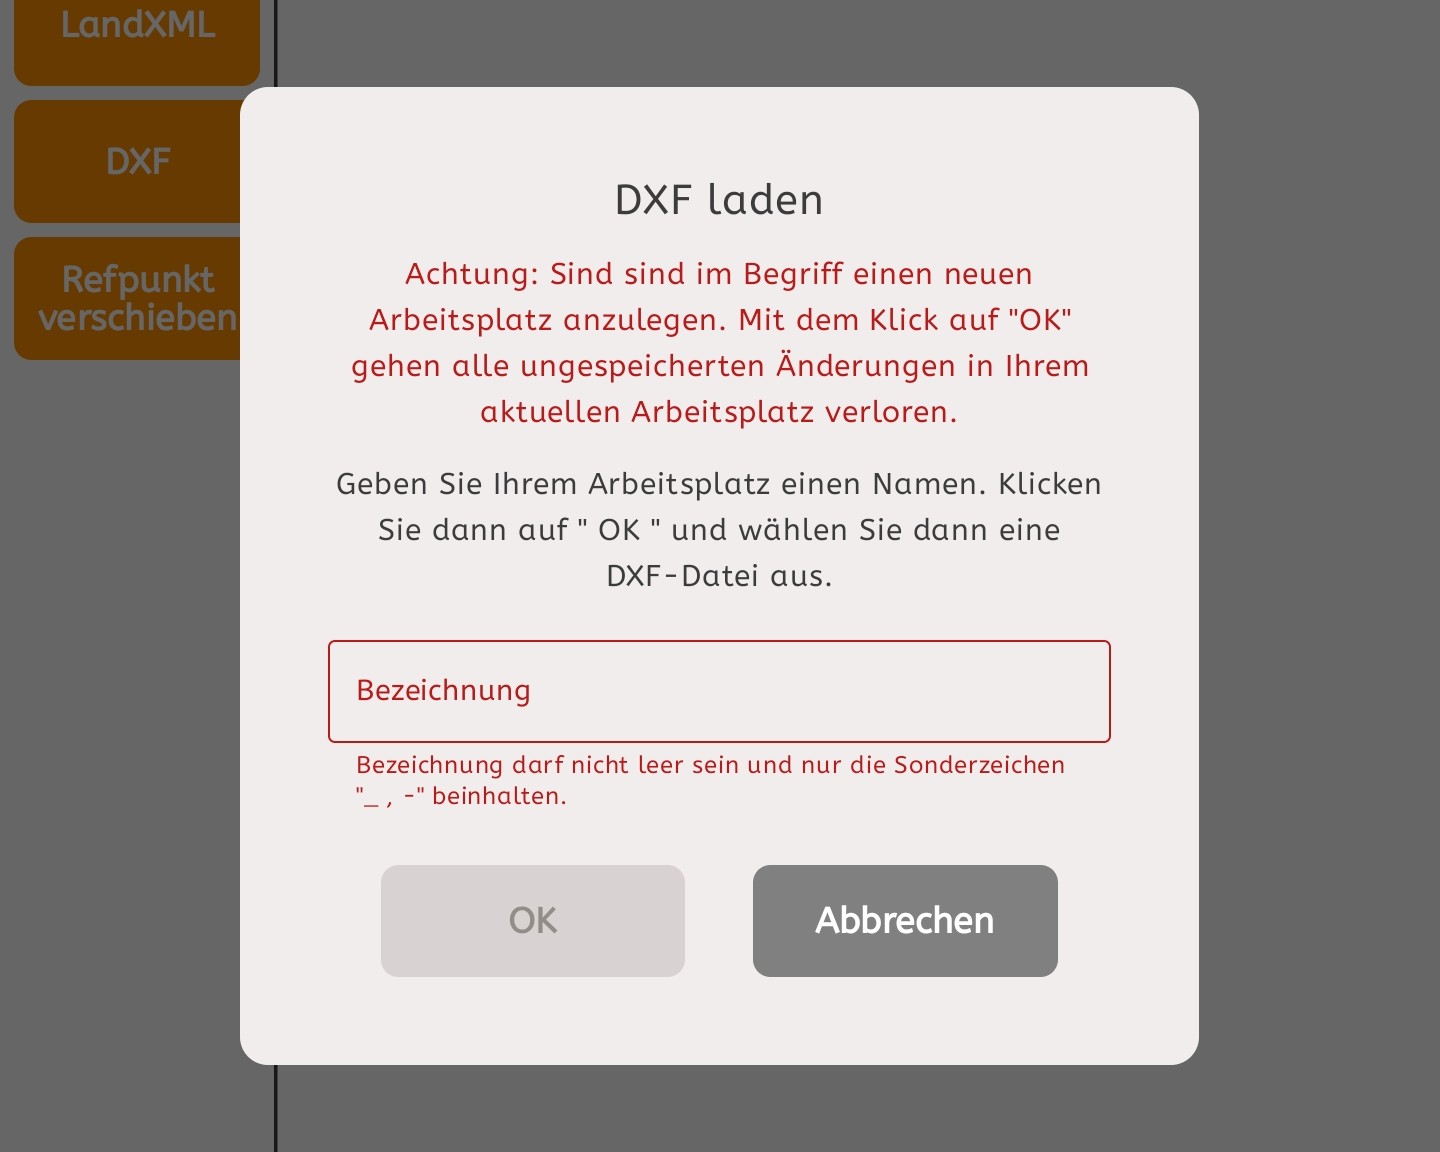 LandXML
DXF
Refpunkt
verschieben
DXF laden
Achtung: Sind sind im Begriff einen neuen
Arbeitsplatz anzulegen. Mit dem Klick auf "OK"
gehen alle ungespeicherten Änderungen in Ihrem
aktuellen Arbeitsplatz verloren.
Geben Sie Ihrem Arbeitsplatz einen Namen. Klicken
Sie dann auf " OK " und wählen Sie dann eine
DXF-Datei aus.
Bezeichnung
Bezeichnung darf nicht leer sein und nur die Sonderzeichen
"_ , -" beinhalten.
OK
Abbrechen